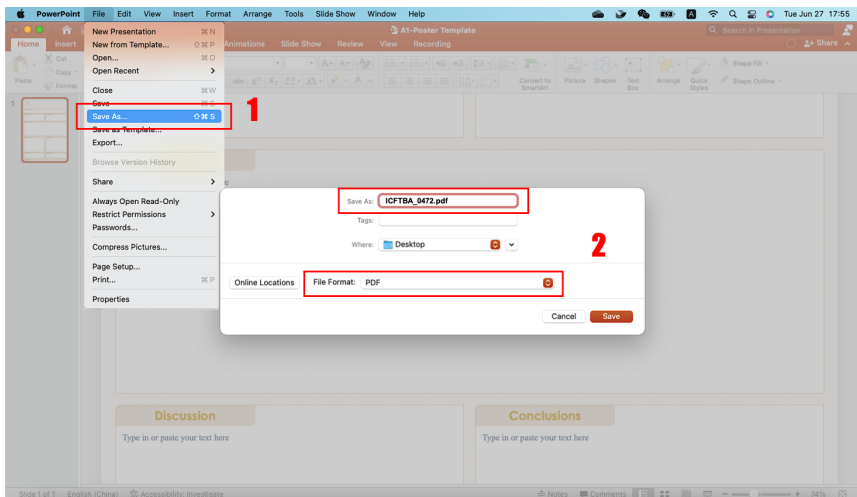 PowerPoint File Edit View Insert Format Arrange Tools Slide Show Window Help
Tue Jun 27 17:55
A1-Poster Template
Search in Presentation
Home Insert
Animations Slide Show Review View Recording
Share
Cut
Copy
Format
Paste
Convert to SmartArt
Picture
Shapes
Text Box
Arrange
Quick Styles
Shape Fill
Shape Outline
New Presentation ⌘N
New from Template... ⇧⌘P
Open... ⌘O
Open Recent
Close ⌘W
Save ⌘S
Save As... ⇧⌘S
Save as Template...
Export...
Browse Version History
Share
Always Open Read-Only
Restrict Permissions
Passwords...
Compress Pictures...
Page Setup...
Print... ⌘P
Properties
1
1
Save As: ICFTBA_0472.pdf
Tags:
Where: Desktop
2
Online Locations File Format: PDF
Cancel Save
Discussion
Type in or paste your text here
Conclusions
Type in or paste your text here
Slide 1 of 1 English (China) Accessibility: Investigate
Notes Comments 74%